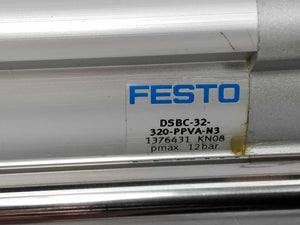 FESTO
DSBC-32-
320-PPVA-N3
1376431 KN08
pmax. 12bar